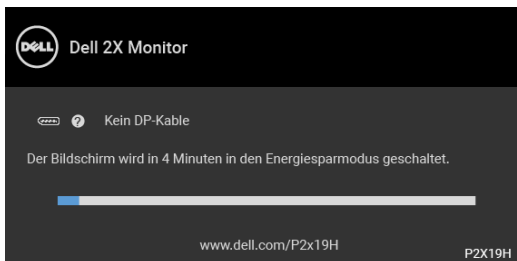 DELL
Dell 2X Monitor
Kein DP-Kable
Der Bildschirm wird in 4 Minuten in den Energiesparmodus geschaltet.
www.dell.com/P2x19H
P2X19H